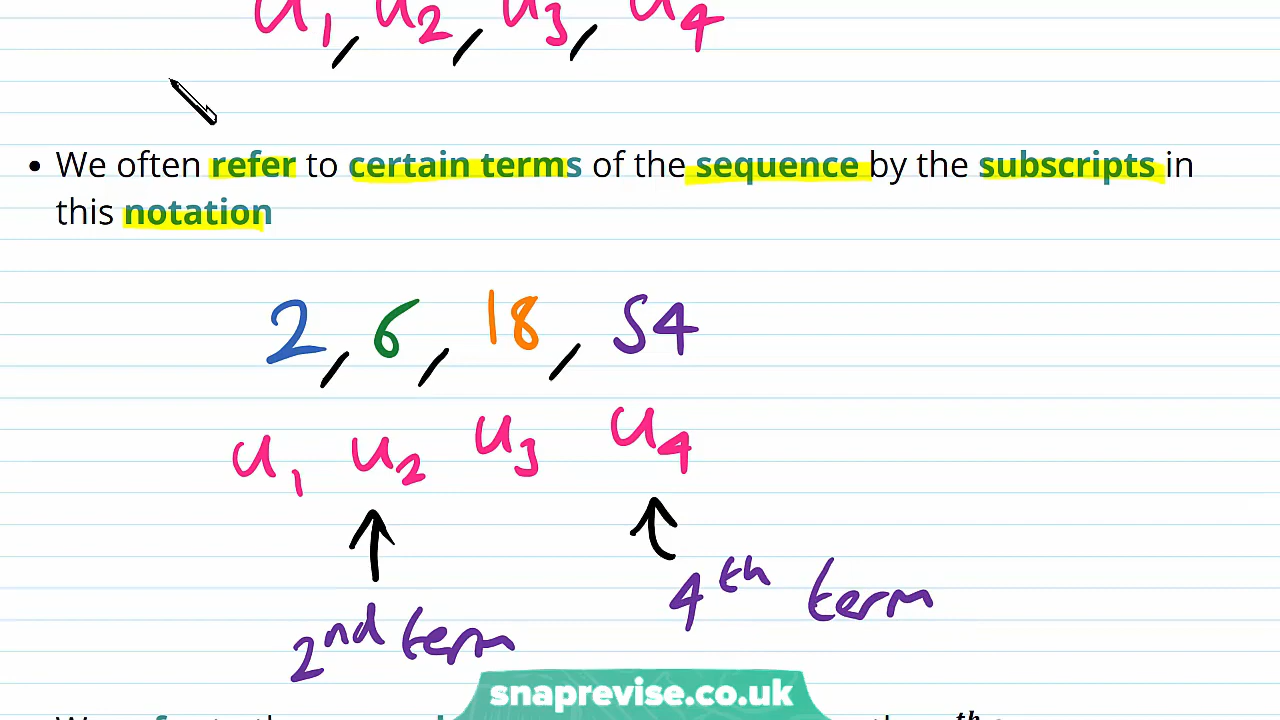 u1, u2, u3, u4
• We often refer to certain terms of the sequence by the subscripts in
this notation
2, 6, 18, 54
u1 u2 u3 u4
4th term
2nd term
snaprevise.co.uk